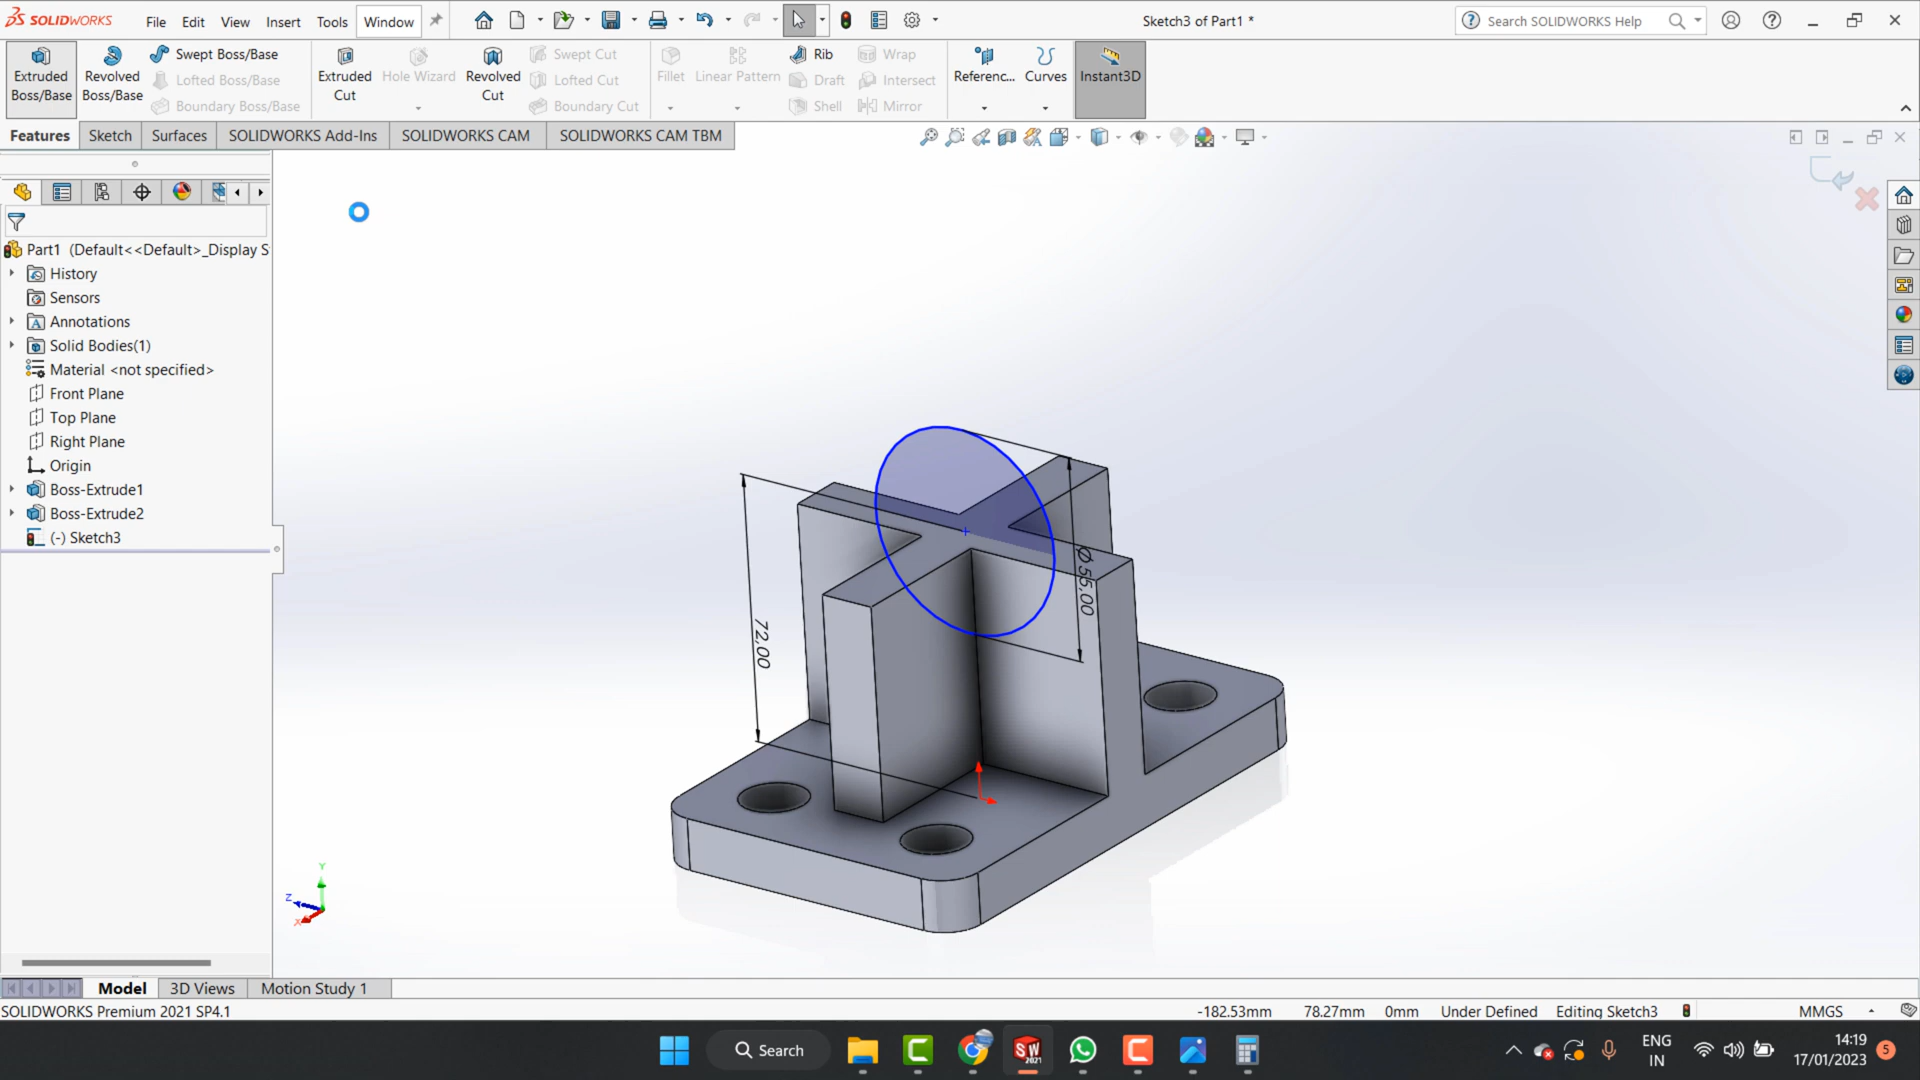 SOLIDWORKS
File Edit View Insert Tools Window
Sketch3 of Part1 *
Search SOLIDWORKS Help
Extruded Boss/Base
Revolved Boss/Base
Swept Boss/Base
Lofted Boss/Base
Boundary Boss/Base
Extruded Cut
Hole Wizard
Revolved Cut
Swept Cut
Lofted Cut
Boundary Cut
Fillet
Linear Pattern
Rib
Draft
Shell
Wrap
Intersect
Mirror
Referenc...
Curves
Instant3D
Features Sketch Surfaces SOLIDWORKS Add-Ins SOLIDWORKS CAM SOLIDWORKS CAM TBM
Part1 (Default<<Default>_Display S
History
Sensors
Annotations
Solid Bodies(1)
Material <not specified>
Front Plane
Top Plane
Right Plane
Origin
Boss-Extrude1
Boss-Extrude2
(-) Sketch3
72,00
Ø 55,00
Y
Z
X
Model 3D Views Motion Study 1
SOLIDWORKS Premium 2021 SP4.1
-182.53mm 78.27mm 0mm Under Defined Editing Sketch3 MMGS
Search
SW
2021
ENG
IN
14:19
17/01/2023
5